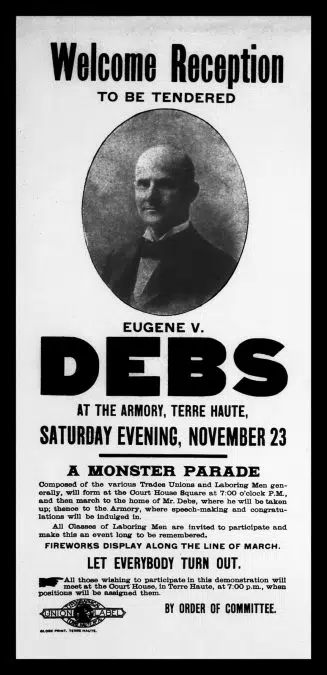 Welcome Reception
TO BE TENDERED
EUGENE V.
DEBS
AT THE ARMORY, TERRE HAUTE,
SATURDAY EVENING, NOVEMBER 23
A MONSTER PARADE
Composed of the various Trades Unions and Laboring Men gen-
erally, will form at the Court House Square at 7:00 o'clock P.M.,
and then march to the home of Mr. Debs, where he will be taken
up; thence to the Armory, where speech-making and congratu-
lations will be indulged in.
All Classes of Laboring Men are invited to participate and
make this an event long to be remembered.
FIREWORKS DISPLAY ALONG THE LINE OF MARCH.
LET EVERYBODY TURN OUT.
All those wishing to participate in this demonstration will
meet at the Court House, in Terre Haute, at 7:00 p.m., when
positions will be assigned them.
UNION LABEL
BY ORDER OF COMMITTEE.
GLOBE PRINT. TERRE HAUTE.